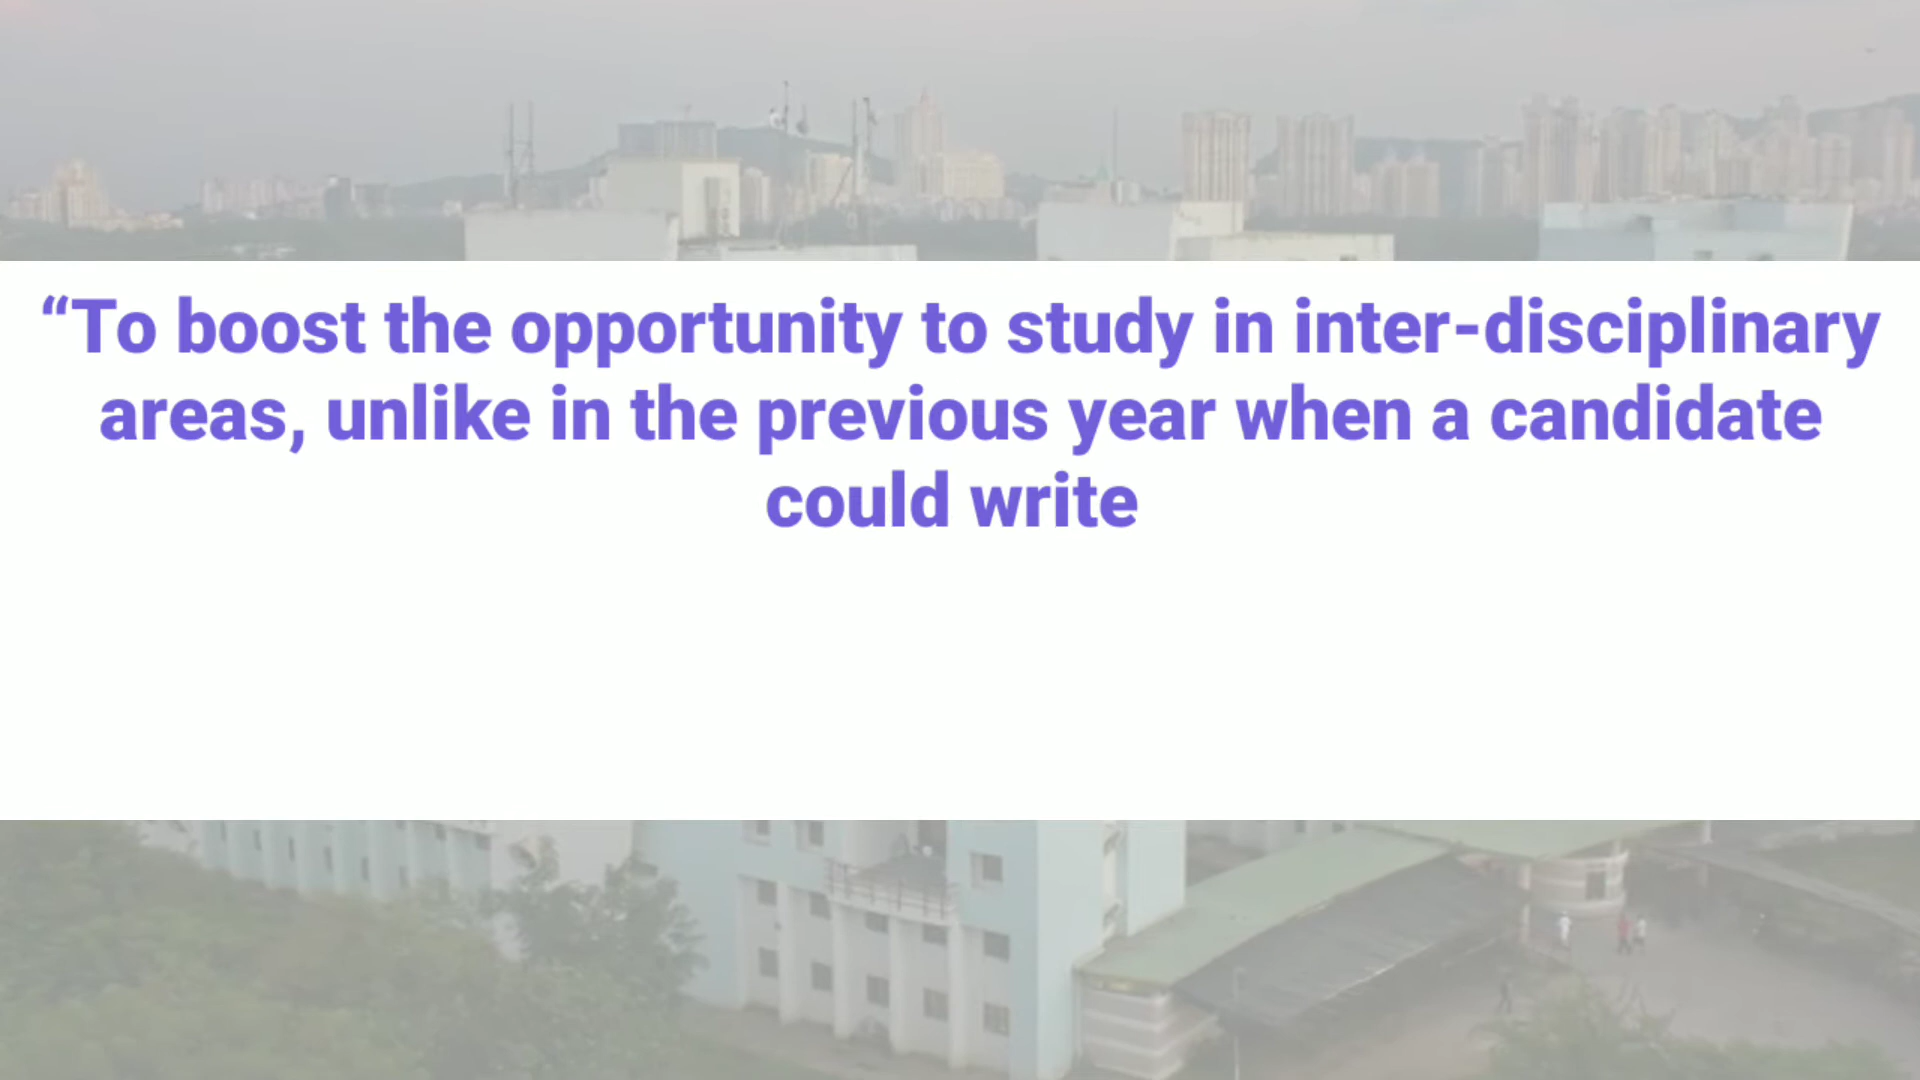 “To boost the opportunity to study in inter-disciplinary
areas, unlike in the previous year when a candidate
could write